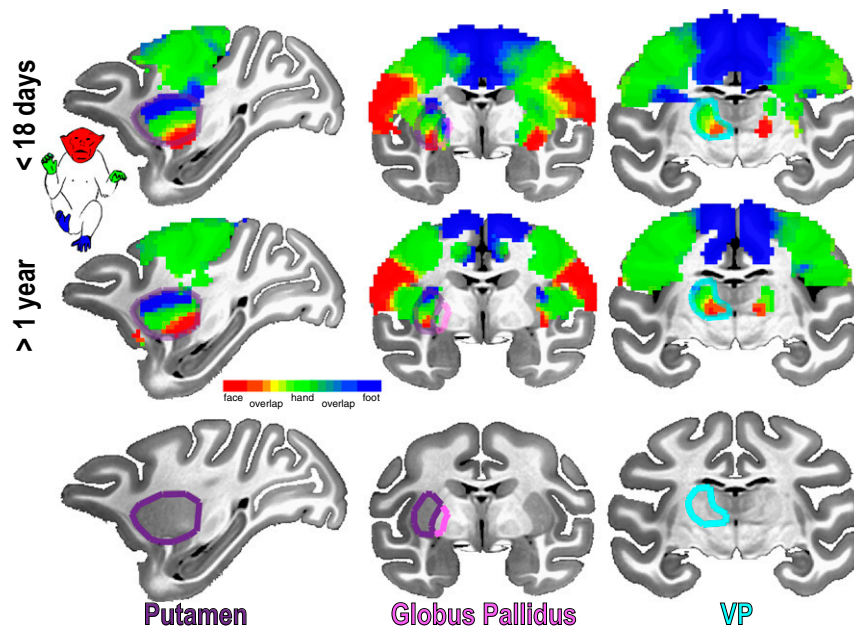 < 18 days
> 1 year
face
overlap
hand
overlap
foot
Putamen
Globus Pallidus
VP